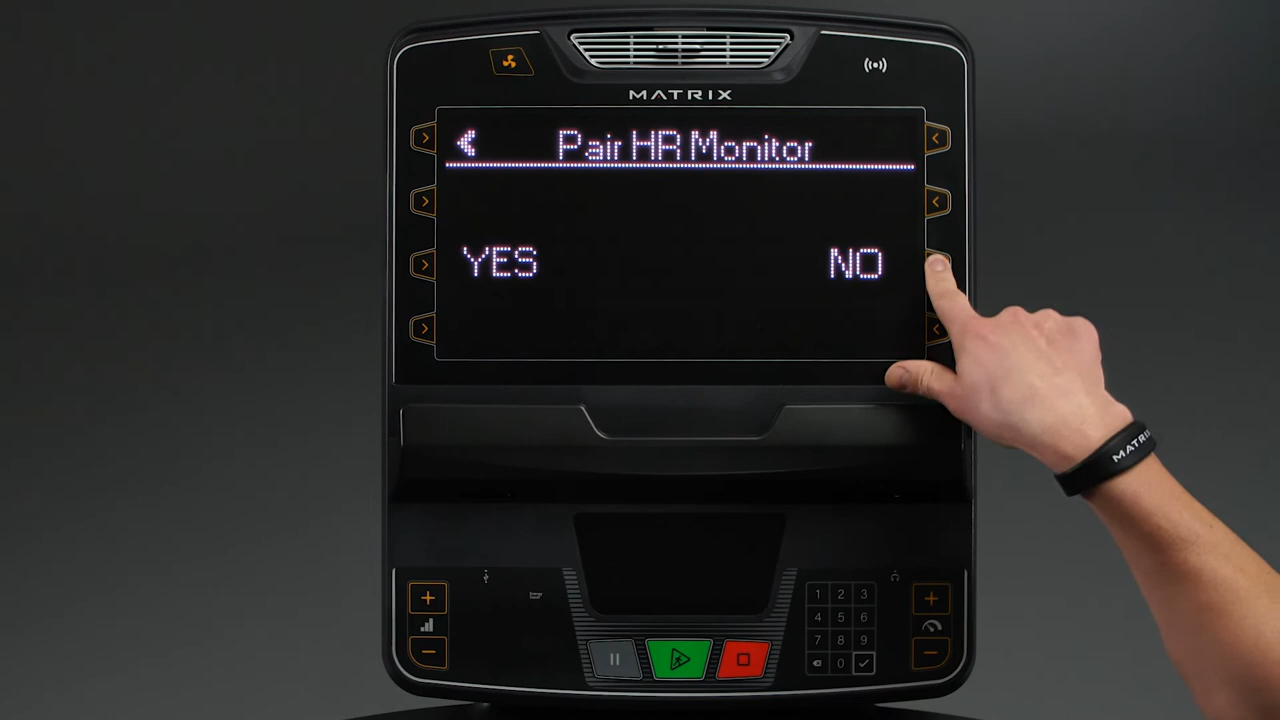 MATRIX
Pair HR Monitor
YES NO
MATRIX
1 2 3
4 5 6
7 8 9
0